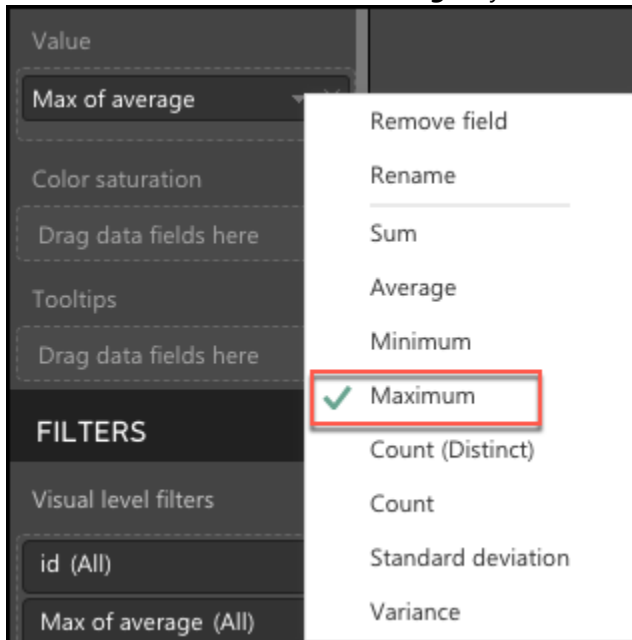 Value
Max of average
Color saturation
Drag data fields here
Tooltips
Drag data fields here
FILTERS
Visual level filters
id (All)
Max of average (All)
Remove field
Rename
Sum
Average
Minimum
Maximum
Count (Distinct)
Count
Standard deviation
Variance